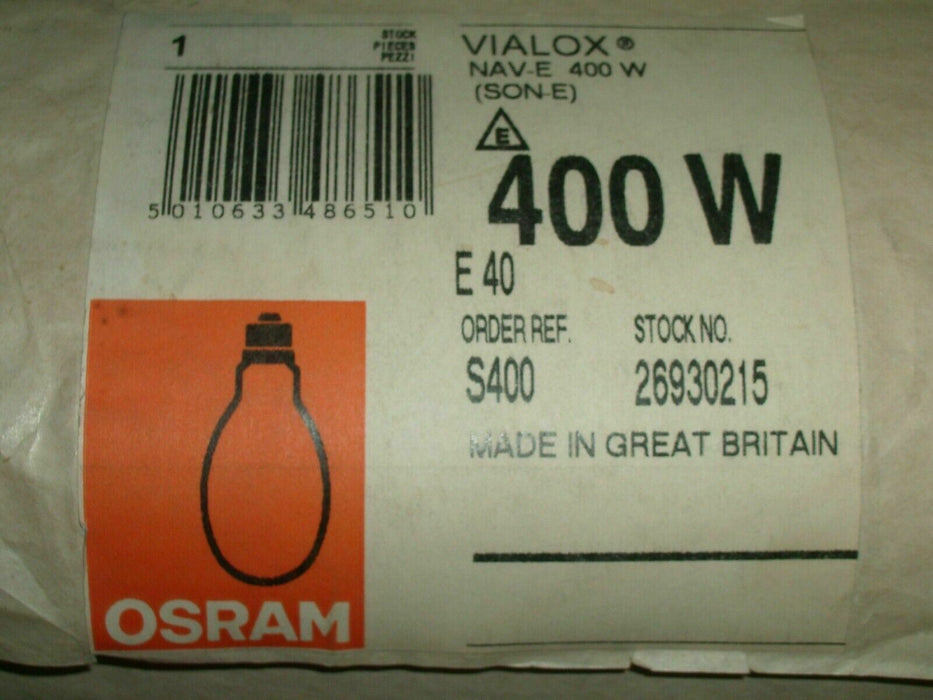 1
STOCK
PIECES
PEZZI
5 010633 486510
VIALOX ®
NAV-E 400 W
(SON-E)
E
400 W
E 40
ORDER REF. STOCK NO.
S400 26930215
MADE IN GREAT BRITAIN
OSRAM